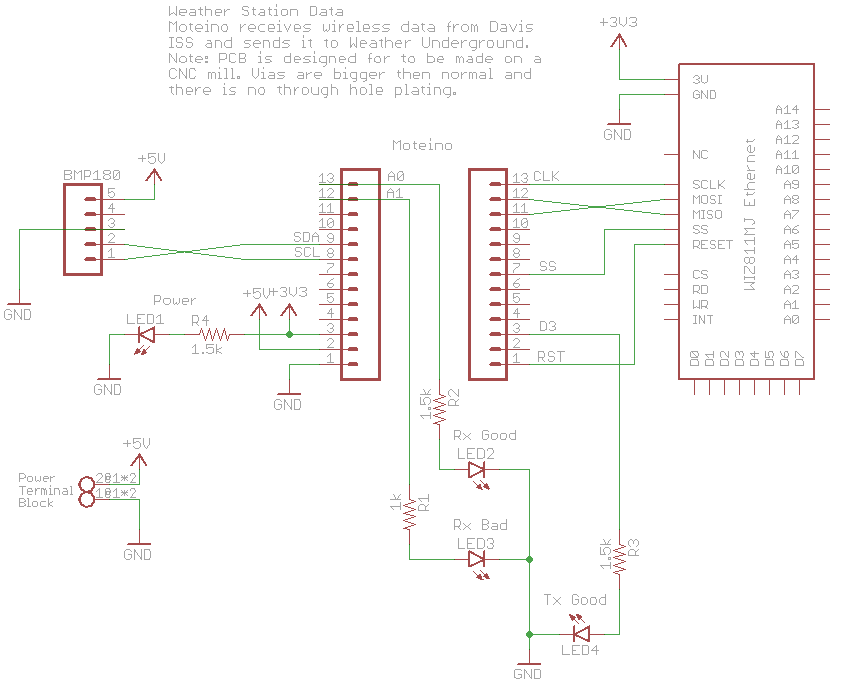 Weather Station Data
Moteino receives wireless data from Davis
ISS and sends it to Weather Underground.
Note: PCB is designed for to be made on a
CNC mill. Vias are bigger then normal and
there is no through hole plating.
+3V3
3V
GND
GND
A14
A13
A12
A11
A10
A9
A8
A7
A6
A5
A4
A3
A2
A1
A0
NC
SCLK
MOSI
MISO
SS
RESET
CS
RD
WR
INT
WIZ811MJ Ethernet
D0
D1
D2
D3
D4
D5
D6
D7
Moteino
BMP180
+5V
5
4
3
2
1
GND
SDA
SCL
13
12
11
10
9
8
7
6
5
4
3
2
1
A0
A1
13
12
11
10
9
8
7
6
5
4
3
2
1
CLK
SS
D3
RST
Power
LED1
R4
1.5k
+5V
+3V3
GND
GND
+5V
Power
Terminal
Block
GND
1.5k
R2
Rx Good
LED2
1k
R1
Rx Bad
LED3
1.5k
R3
Tx Good
LED4
GND